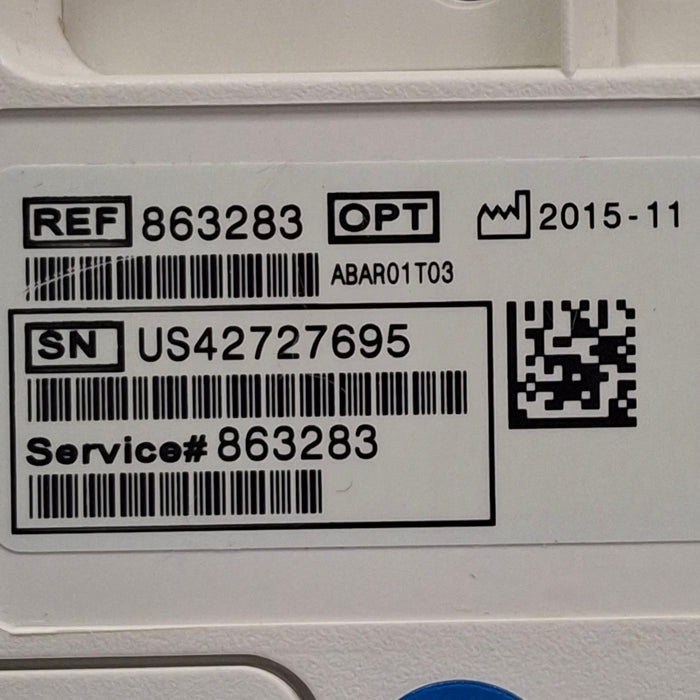 REF 863283 OPT 2015-11
ABAR01T03
SN US42727695
Service# 863283